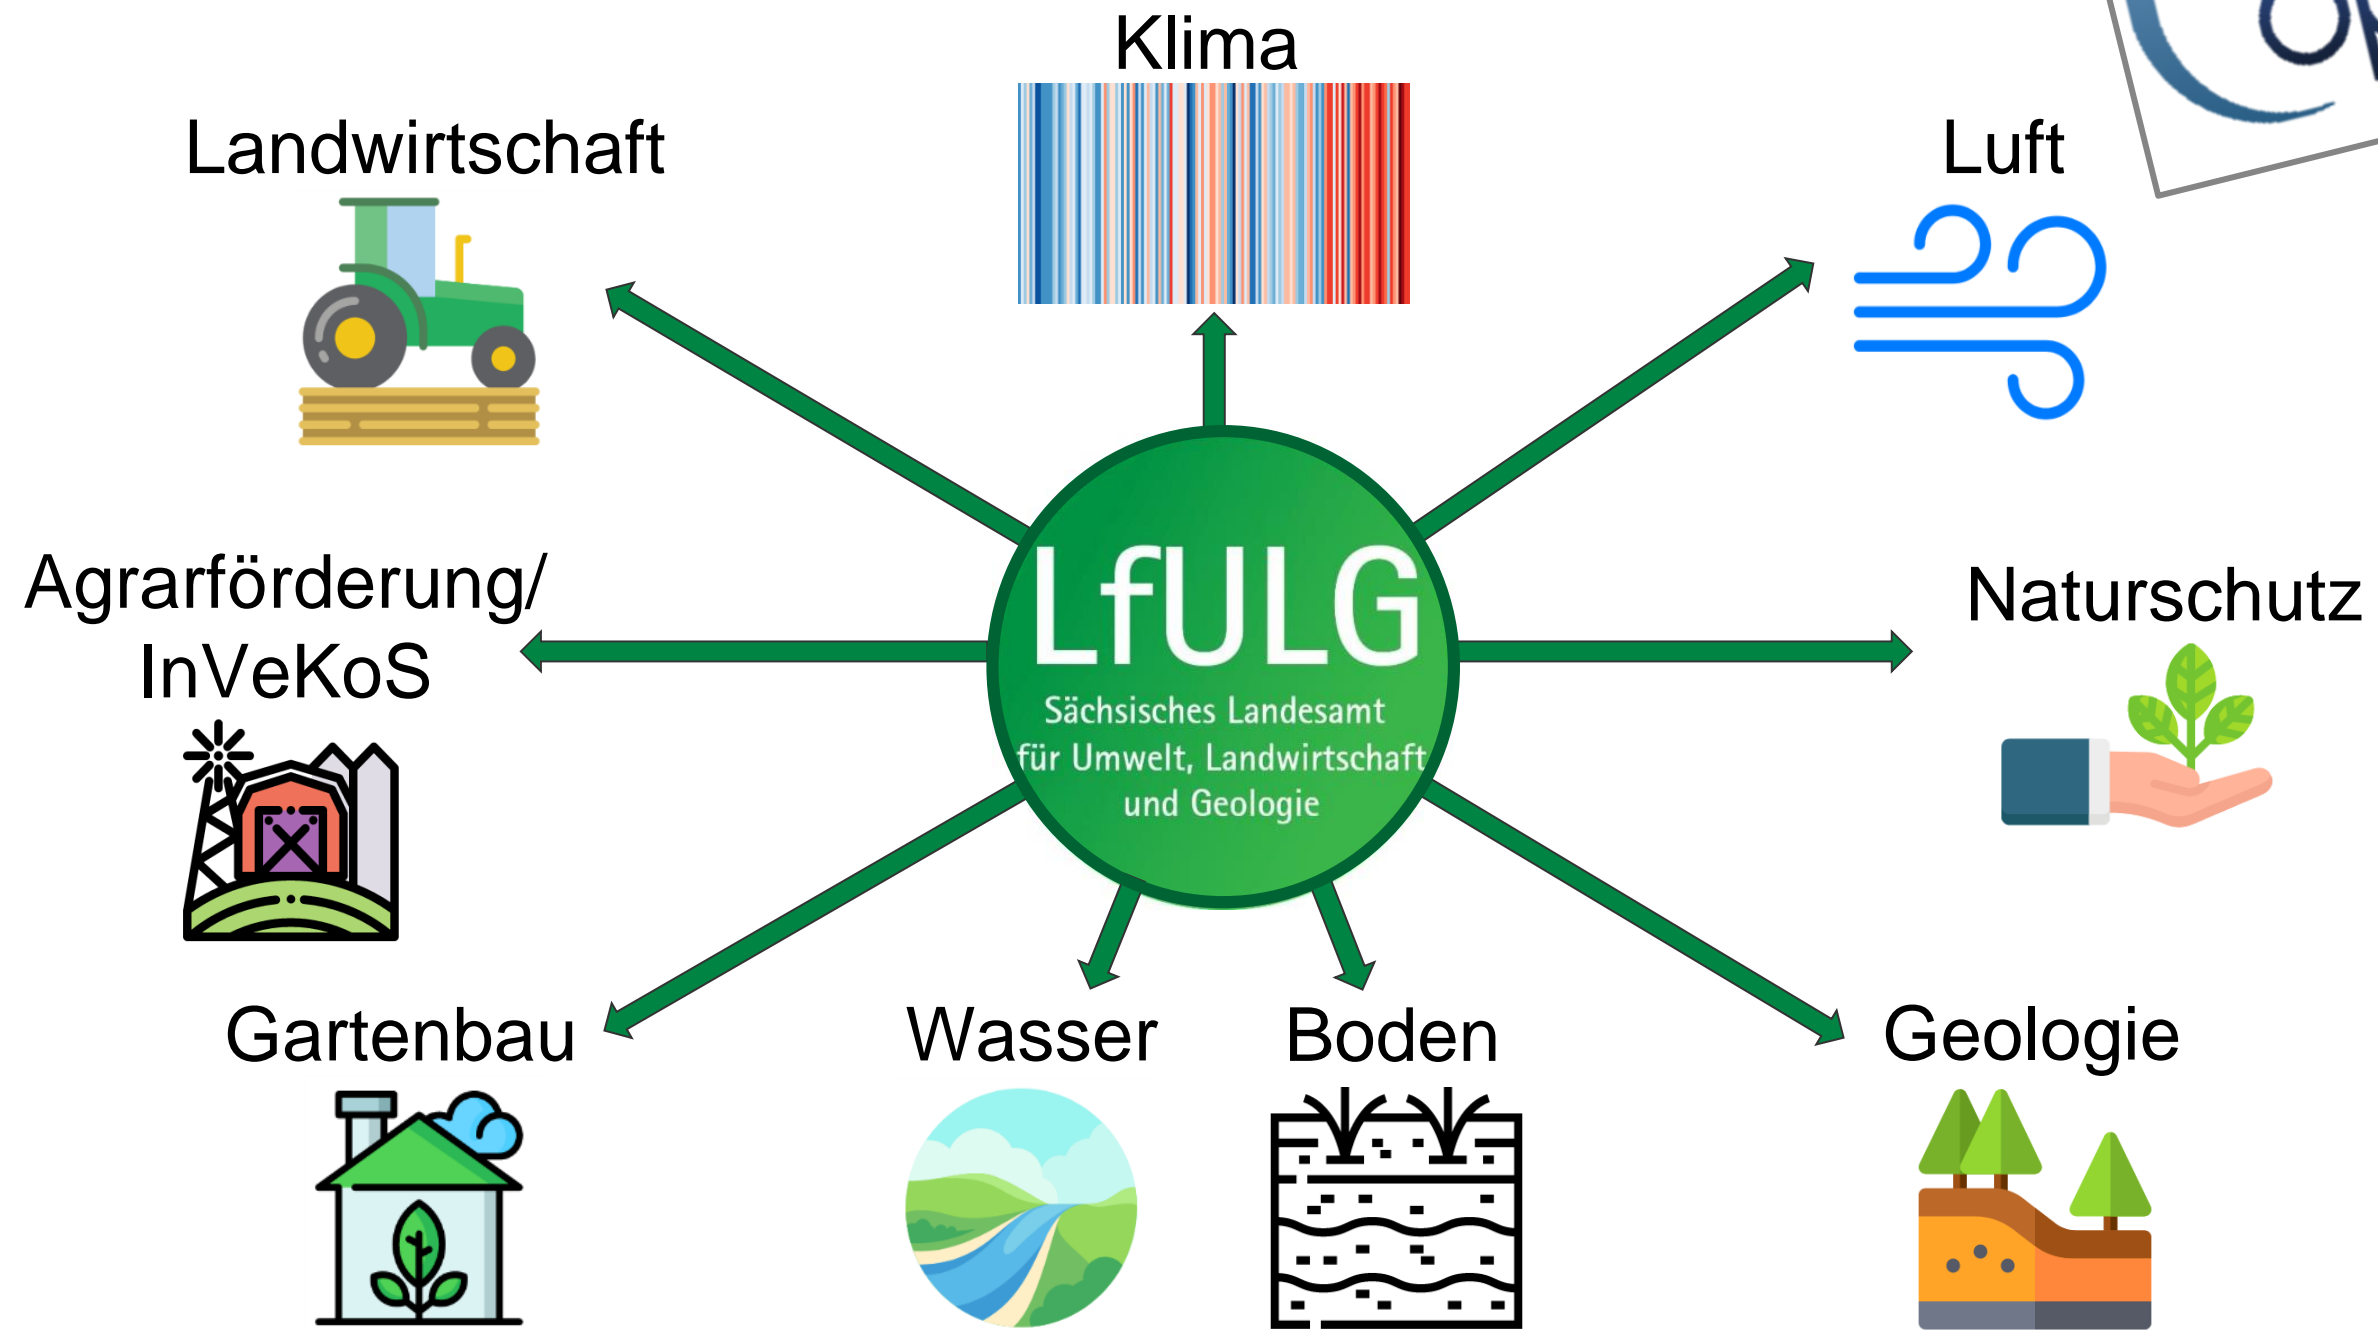 Klima
Landwirtschaft
Luft
Agrarförderung/
InVeKoS
LfULG
Sächsisches Landesamt
für Umwelt, Landwirtschaft
und Geologie
Naturschutz
Gartenbau
Wasser
Boden
Geologie